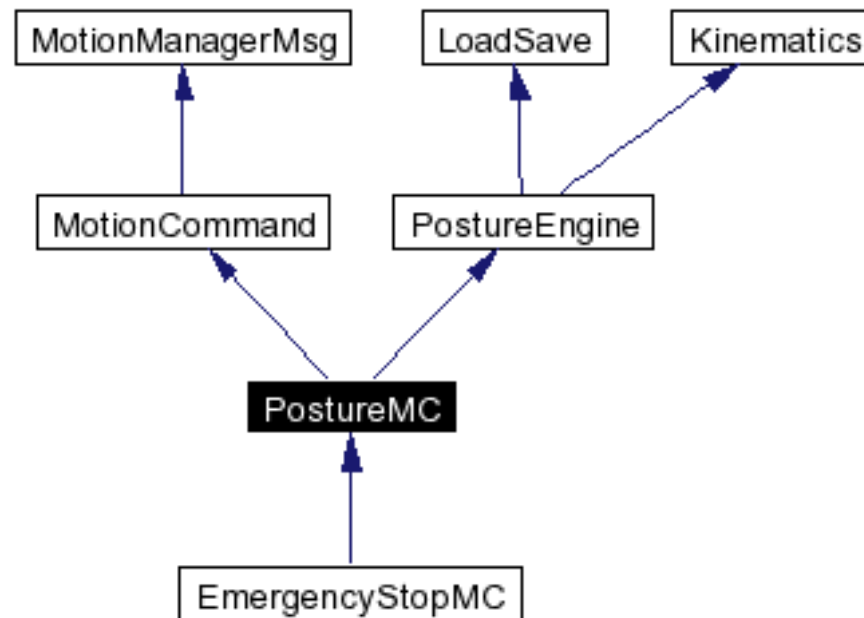 MotionManagerMsg
LoadSave
Kinematics
MotionCommand
PostureEngine
PostureMC
EmergencyStopMC